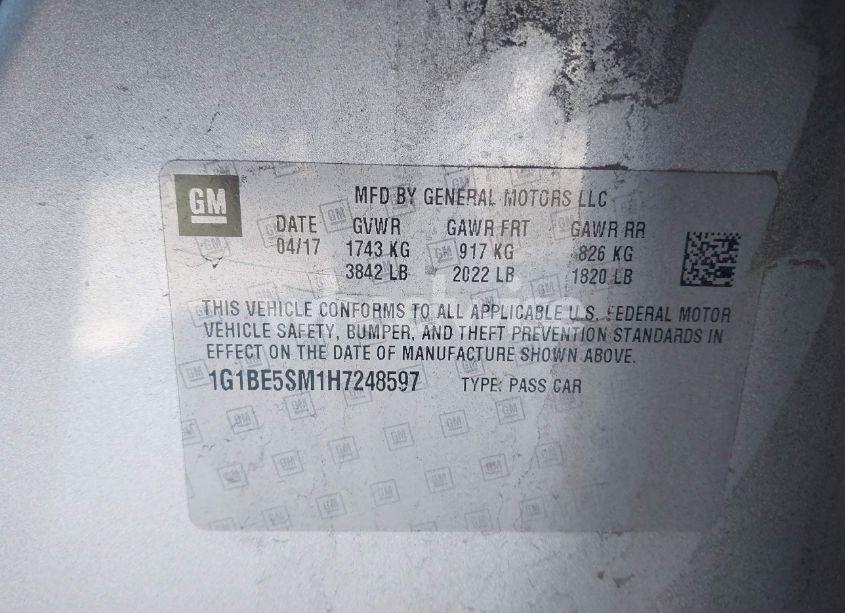 GM MFD BY GENERAL MOTORS LLC
DATE GVWR GAWR FRT GAWR RR
04/17 1743 KG 917 KG 826 KG
3842 LB 2022 LB 1820 LB
THIS VEHICLE CONFORMS TO ALL APPLICABLE U.S. FEDERAL MOTOR
VEHICLE SAFETY, BUMPER, AND THEFT PREVENTION STANDARDS IN
EFFECT ON THE DATE OF MANUFACTURE SHOWN ABOVE.
1G1BE5SM1H7248597 TYPE: PASS CAR